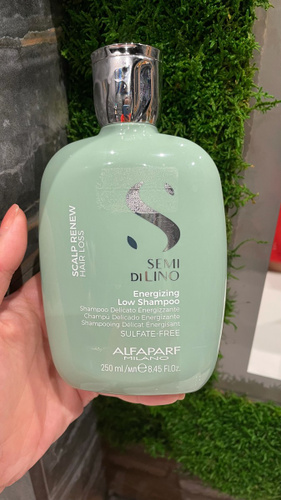 SCALP RENEW
HAIR LOSS
SEMI
DI LINO
Energizing
Low Shampoo
Shampoo Delicato Energizzante
Champú Delicado Energizante
Shampooing Délicat Énergisant
SULFATE-FREE
ALFAPARF
MILANO
250 ml/мл e 8.45 Fl.Oz.